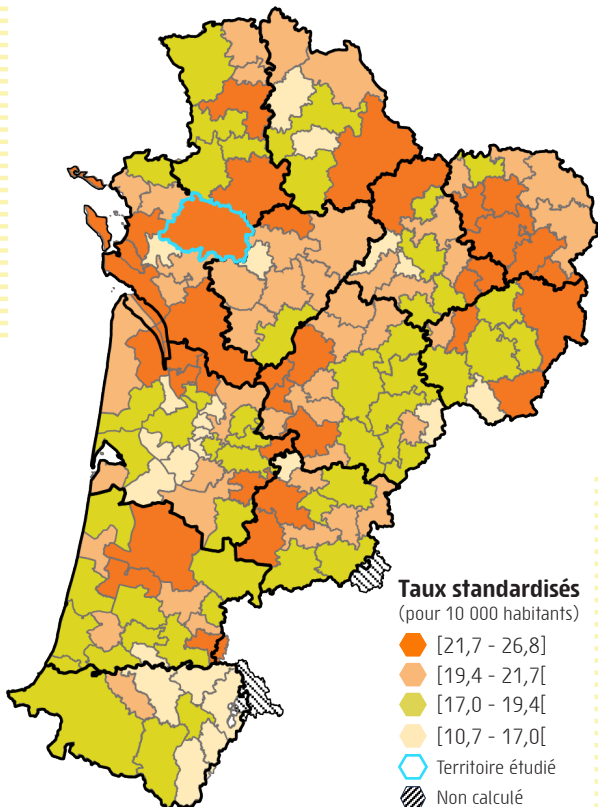 Taux standardisés
(pour 10 000 habitants)
[21,7 - 26,8]
[19,4 - 21,7[
[17,0 - 19,4[
[10,7 - 17,0[
Territoire étudié
Non calculé